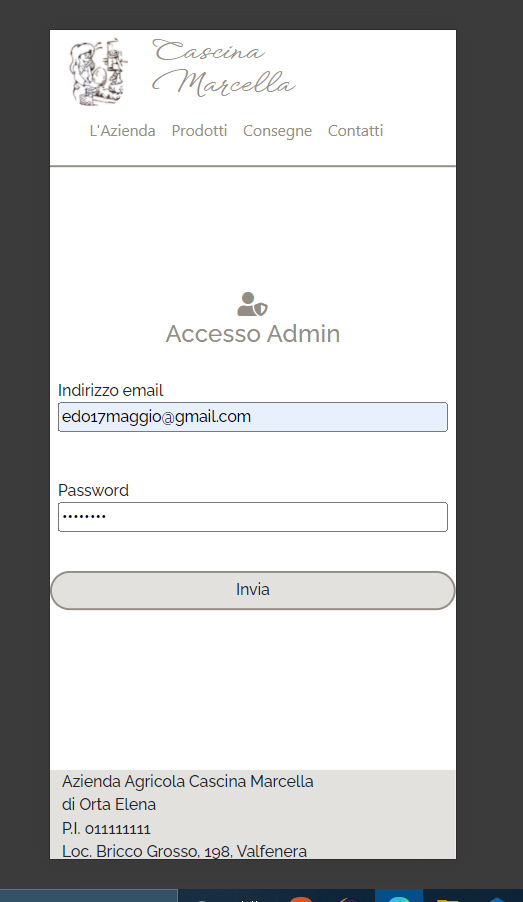 Cascina
Marcella
L'Azienda Prodotti Consegne Contatti
Accesso Admin
Indirizzo email
edo17maggio@gmail.com
Password
••••••••
Invia
Azienda Agricola Cascina Marcella
di Orta Elena
P.I. 011111111
Loc. Bricco Grosso, 198, Valfenera